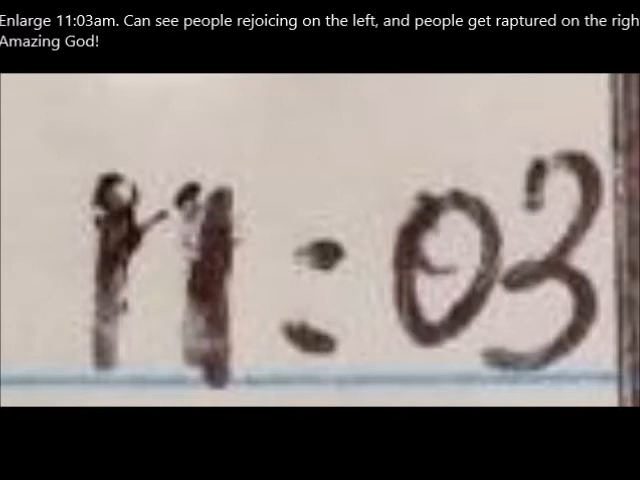 Enlarge 11:03am. Can see people rejoicing on the left, and people get raptured on the righ
Amazing God!
11:03